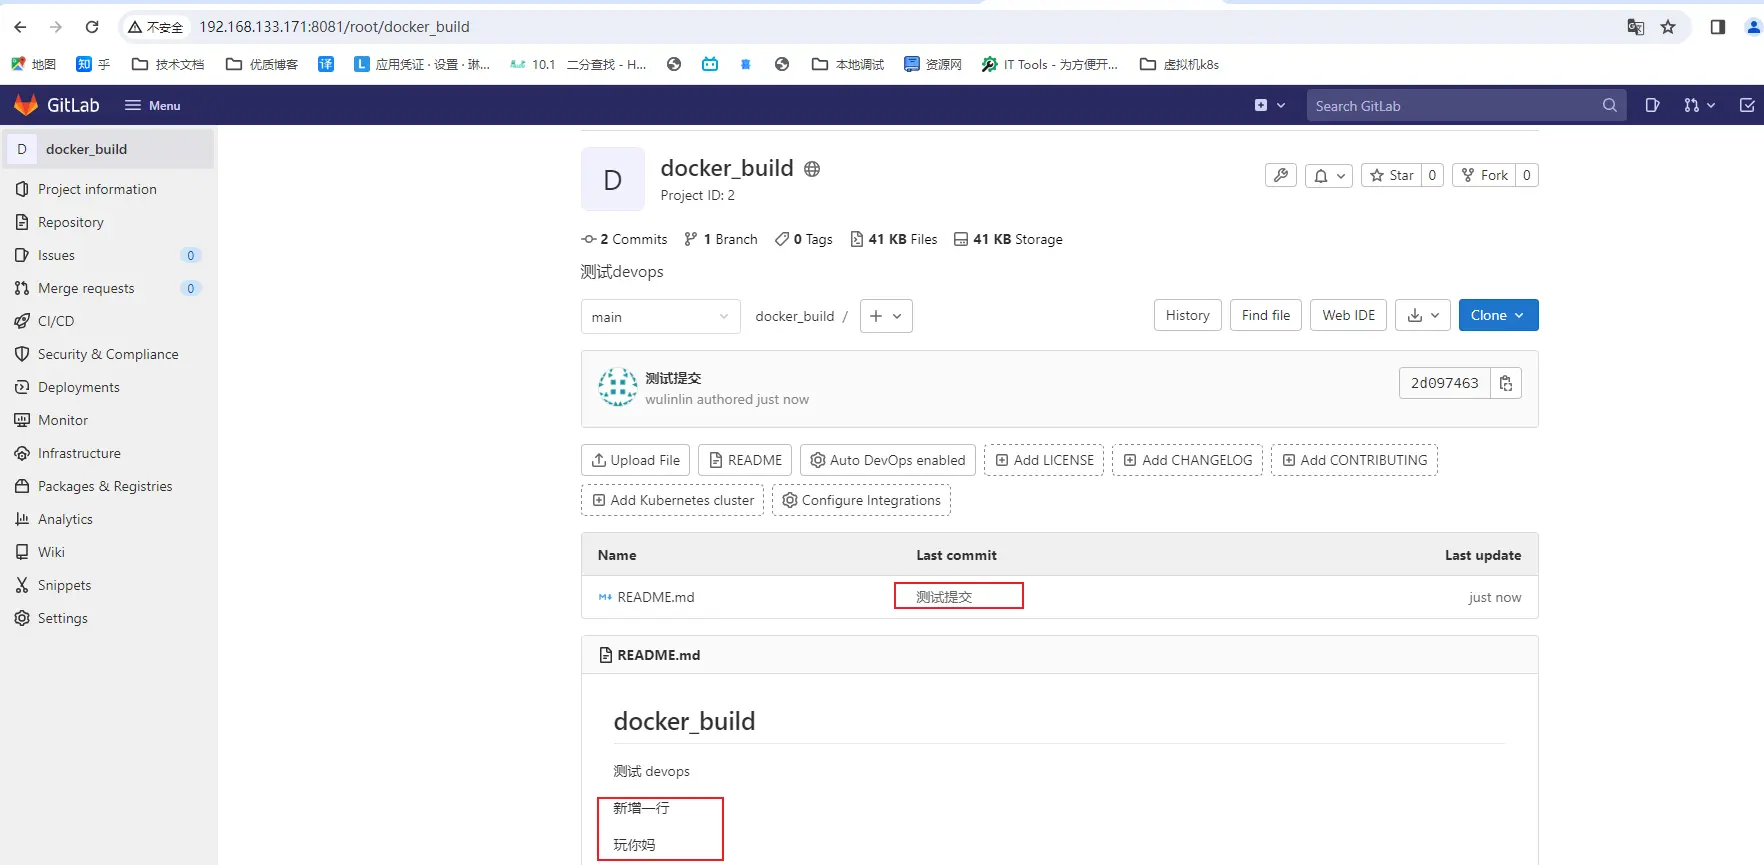 不安全 192.168.133.171:8081/root/docker_build
地图 知 乎 技术文档 优质博客 译 L 应用凭证 · 设置 · 琳... 10.1 二分查找 - H... 本地调试 资源网 IT Tools - 为方便开... 虚拟机k8s
GitLab Menu Search GitLab
D docker_build
Project information
Repository
Issues 0
Merge requests 0
CI/CD
Security & Compliance
Deployments
Monitor
Infrastructure
Packages & Registries
Analytics
Wiki
Snippets
Settings
D
docker_build
Project ID: 2
Star 0 Fork 0
2 Commits 1 Branch 0 Tags 41 KB Files 41 KB Storage
测试devops
main docker_build / History Find file Web IDE Clone
测试提交
wulinlin authored just now
2d097463
Upload File README Auto DevOps enabled Add LICENSE Add CHANGELOG Add CONTRIBUTING
Add Kubernetes cluster Configure Integrations
Name Last commit Last update
README.md 测试提交 just now
README.md
docker_build
测试 devops
新增一行
玩你妈